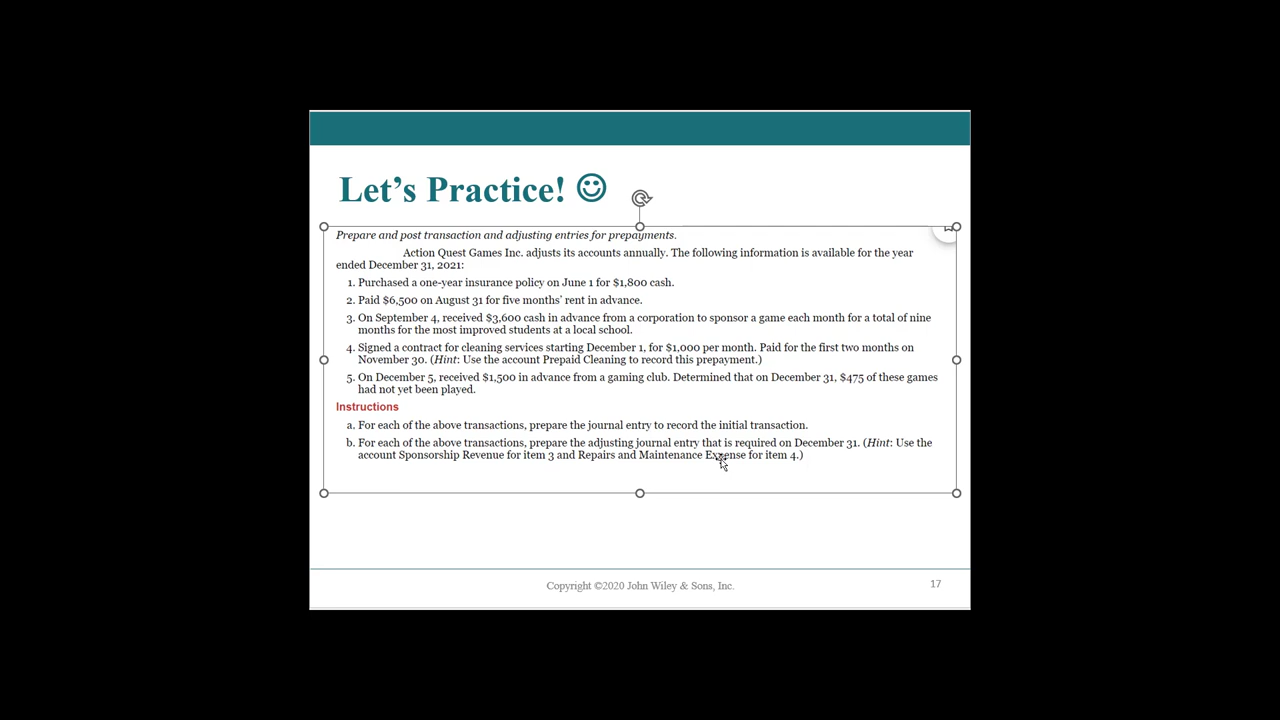 Let's Practice! ☺
Prepare and post transaction and adjusting entries for prepayments.
Action Quest Games Inc. adjusts its accounts annually. The following information is available for the year
ended December 31, 2021:
1. Purchased a one-year insurance policy on June 1 for $1,800 cash.
2. Paid $6,500 on August 31 for five months' rent in advance.
3. On September 4, received $3,600 cash in advance from a corporation to sponsor a game each month for a total of nine
months for the most improved students at a local school.
4. Signed a contract for cleaning services starting December 1, for $1,000 per month. Paid for the first two months on
November 30. (Hint: Use the account Prepaid Cleaning to record this prepayment.)
5. On December 5, received $1,500 in advance from a gaming club. Determined that on December 31, $475 of these games
had not yet been played.
Instructions
a. For each of the above transactions, prepare the journal entry to record the initial transaction.
b. For each of the above transactions, prepare the adjusting journal entry that is required on December 31. (Hint: Use the
account Sponsorship Revenue for item 3 and Repairs and Maintenance Expense for item 4.)
Copyright ©2020 John Wiley & Sons, Inc.
17